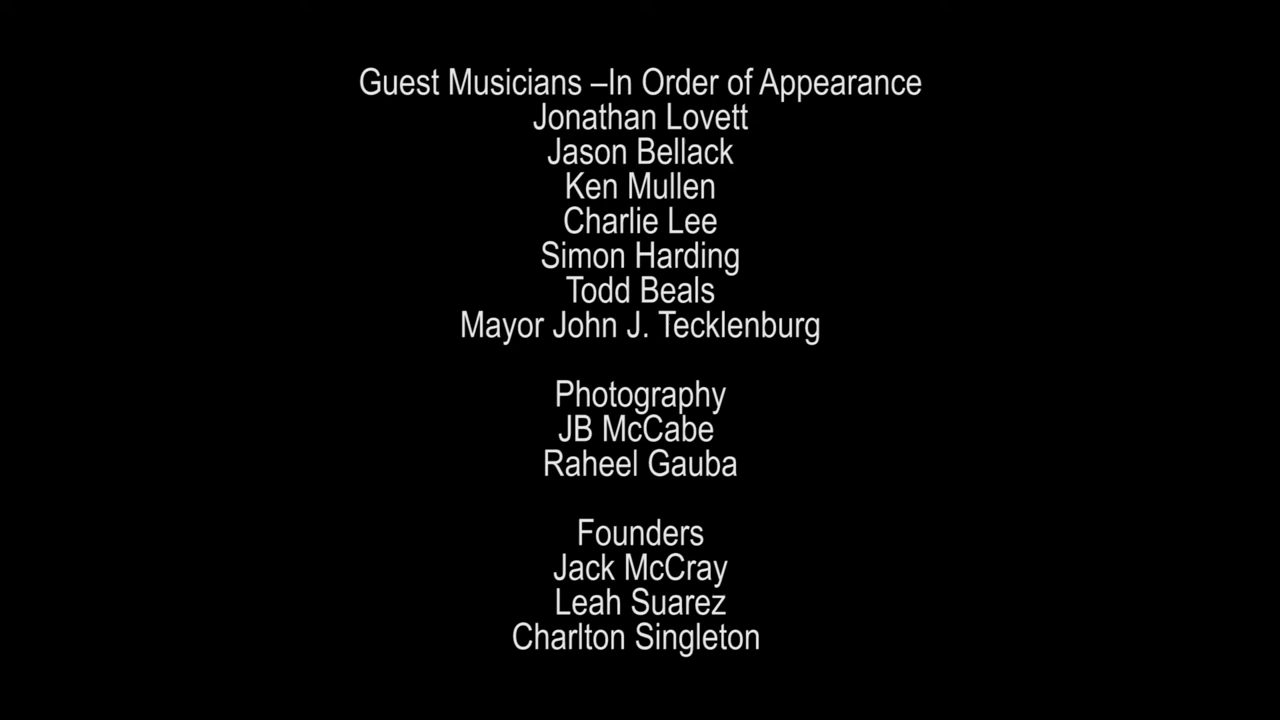 Guest Musicians –In Order of Appearance
Jonathan Lovett
Jason Bellack
Ken Mullen
Charlie Lee
Simon Harding
Todd Beals
Mayor John J. Tecklenburg
Photography
JB McCabe
Raheel Gauba
Founders
Jack McCray
Leah Suarez
Charlton Singleton